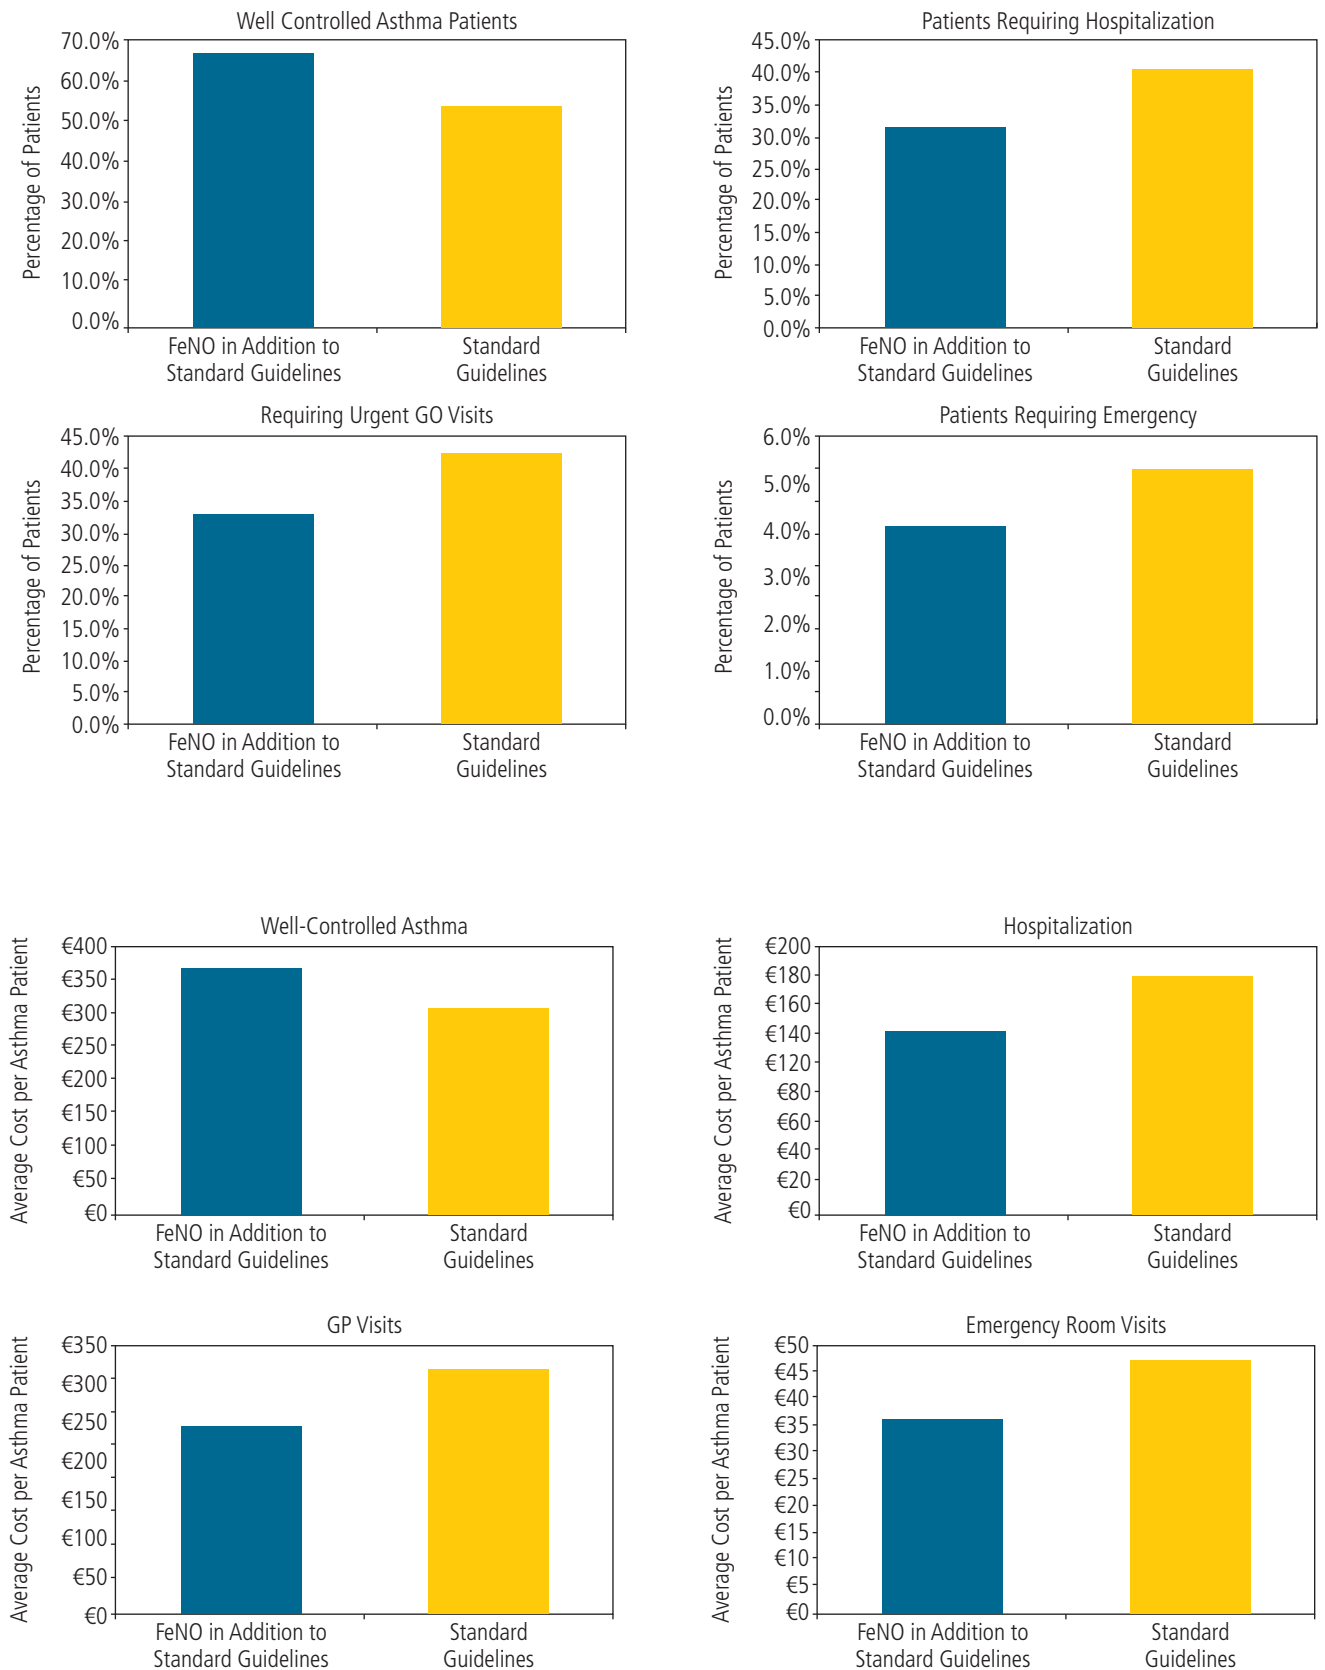 Well Controlled Asthma Patients
Percentage of Patients
70.0%
60.0%
50.0%
40.0%
30.0%
20.0%
10.0%
0.0%
FeNO in Addition to
Standard Guidelines
Standard
Guidelines
Patients Requiring Hospitalization
Percentage of Patients
45.0%
40.0%
35.0%
30.0%
25.0%
20.0%
15.0%
10.0%
5.0%
0.0%
FeNO in Addition to
Standard Guidelines
Standard
Guidelines
Requiring Urgent GO Visits
Percentage of Patients
45.0%
40.0%
35.0%
30.0%
25.0%
20.0%
15.0%
10.0%
5.0%
0.0%
FeNO in Addition to
Standard Guidelines
Standard
Guidelines
Patients Requiring Emergency
Percentage of Patients
6.0%
5.0%
4.0%
3.0%
2.0%
1.0%
0.0%
FeNO in Addition to
Standard Guidelines
Standard
Guidelines
Well-Controlled Asthma
Average Cost per Asthma Patient
€400
€350
€300
€250
€200
€150
€100
€50
€0
FeNO in Addition to
Standard Guidelines
Standard
Guidelines
Hospitalization
Average Cost per Asthma Patient
€200
€180
€160
€140
€120
€80
€60
€40
€20
€0
FeNO in Addition to
Standard Guidelines
Standard
Guidelines
GP Visits
Average Cost per Asthma Patient
€350
€300
€250
€200
€150
€100
€50
€0
FeNO in Addition to
Standard Guidelines
Standard
Guidelines
Emergency Room Visits
Average Cost per Asthma Patient
€50
€45
€40
€35
€30
€25
€20
€15
€10
€5
€0
FeNO in Addition to
Standard Guidelines
Standard
Guidelines